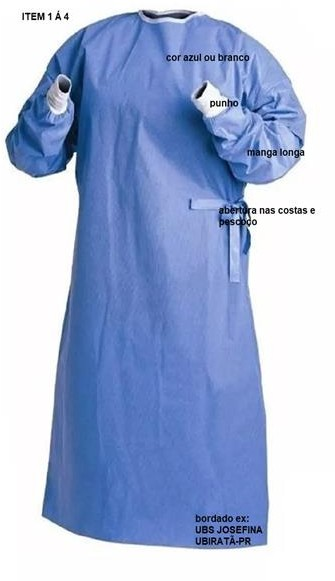 ITEM 1 Á 4
cor azul ou branco
punho
manga longa
abertura nas costas e
pescoço
bordado ex:
UBS JOSEFINA
UBIRATÃ-PR